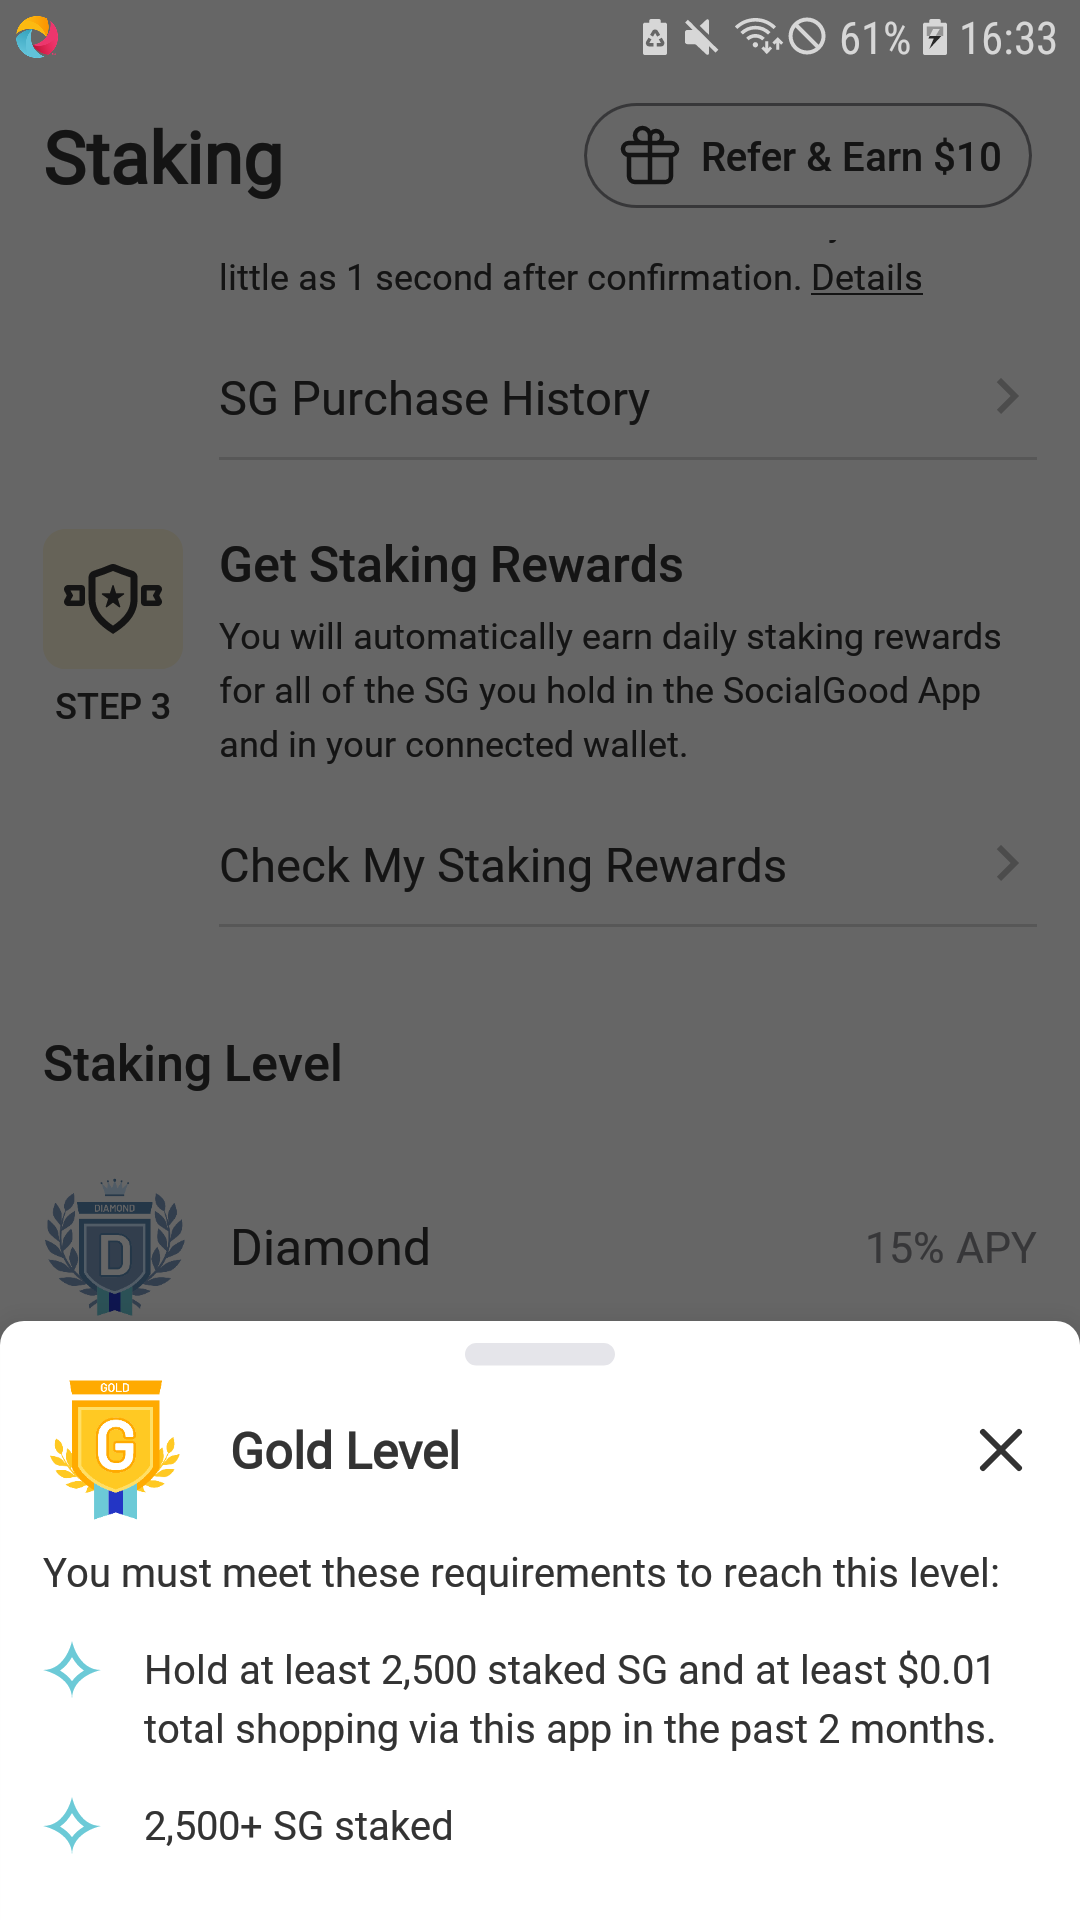 61% 16:33
Staking
Refer & Earn $10
little as 1 second after confirmation. Details
SG Purchase History
Get Staking Rewards
You will automatically earn daily staking rewards
for all of the SG you hold in the SocialGood App
and in your connected wallet.
STEP 3
Check My Staking Rewards
Staking Level
DIAMOND
D
Diamond
15% APY
GOLD
G
Gold Level
You must meet these requirements to reach this level:
Hold at least 2,500 staked SG and at least $0.01
total shopping via this app in the past 2 months.
2,500+ SG staked